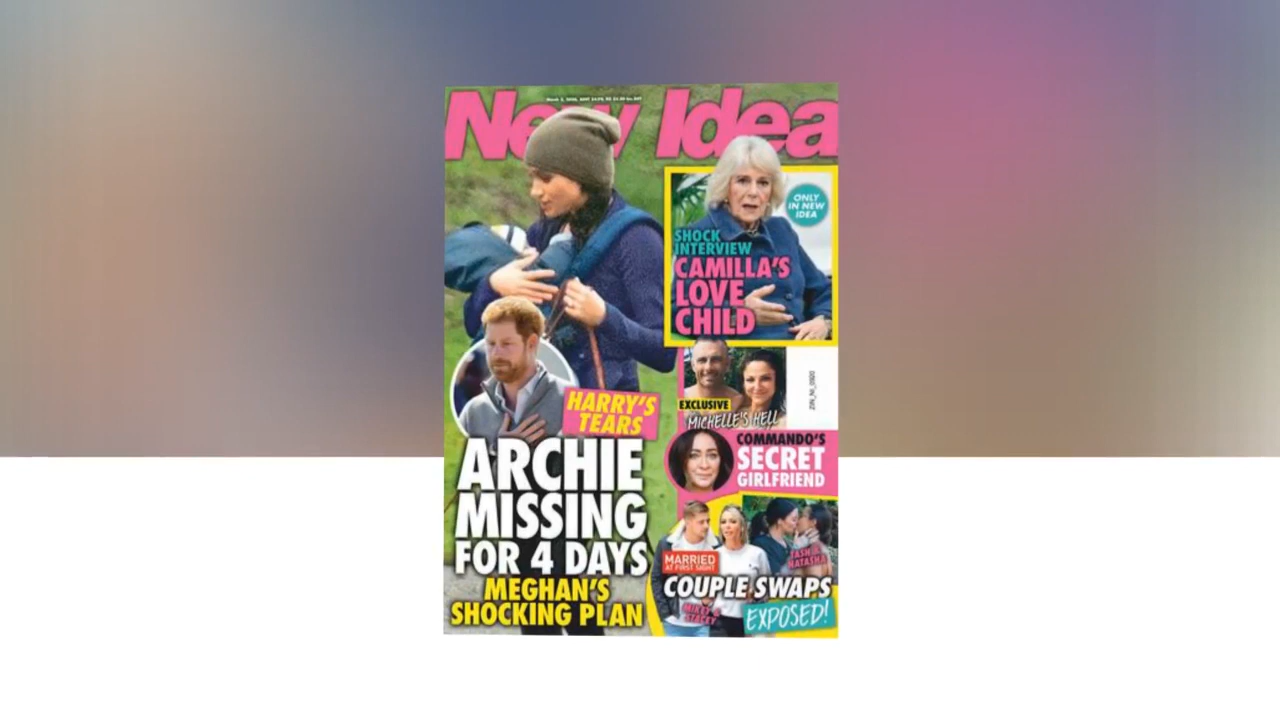 New Idea
ONLY
IN NEW
IDEA
SHOCK
INTERVIEW
CAMILLA'S
LOVE
CHILD
EXCLUSIVE
MICHELLE'S HELL
COMMANDO'S
SECRET
GIRLFRIEND
HARRY'S
TEARS
ARCHIE
MISSING
FOR 4 DAYS
MEGHAN'S
SHOCKING PLAN
MARRIED
AT FIRST SIGHT
TASH &
NATASHA
COUPLE SWAPS
MIKEY &
STACEY
EXPOSED!